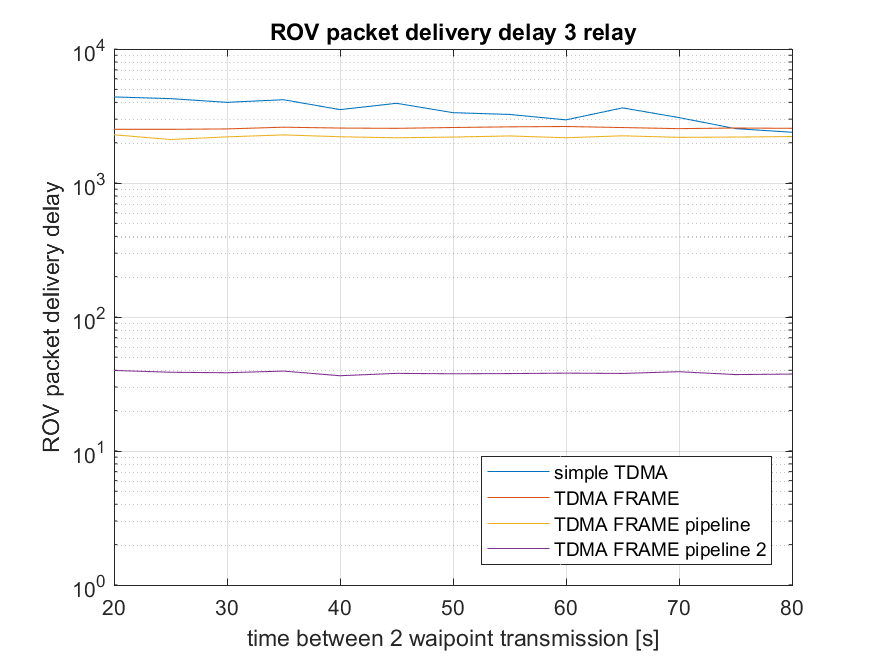 ROV packet delivery delay 3 relay
10^4
10^3
10^2
10^1
10^0
ROV packet delivery delay
simple TDMA
TDMA FRAME
TDMA FRAME pipeline
TDMA FRAME pipeline 2
20 30 40 50 60 70 80
time between 2 waipoint transmission [s]